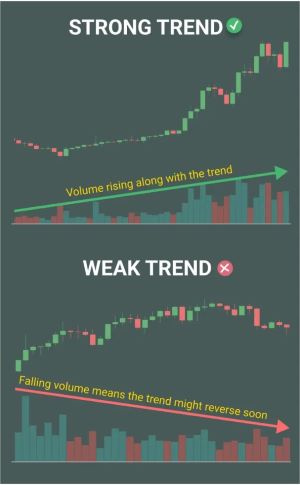 STRONG TREND
Volume rising along with the trend
WEAK TREND
Falling volume means the trend might reverse soon